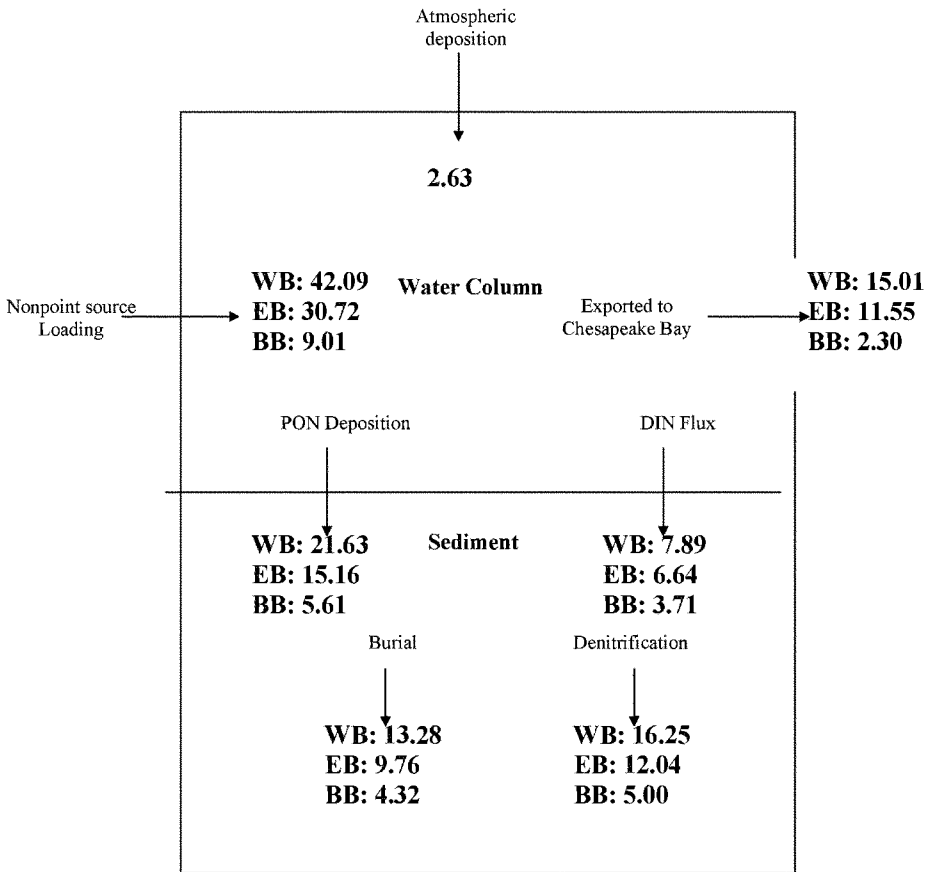 Atmospheric
deposition
2.63
WB: 42.09
EB: 30.72
BB: 9.01
Water Column
Nonpoint source
Loading
Exported to
Chesapeake Bay
WB: 15.01
EB: 11.55
BB: 2.30
PON Deposition
DIN Flux
WB: 21.63
EB: 15.16
BB: 5.61
Sediment
WB: 7.89
EB: 6.64
BB: 3.71
Burial
Denitrification
WB: 13.28
EB: 9.76
BB: 4.32
WB: 16.25
EB: 12.04
BB: 5.00